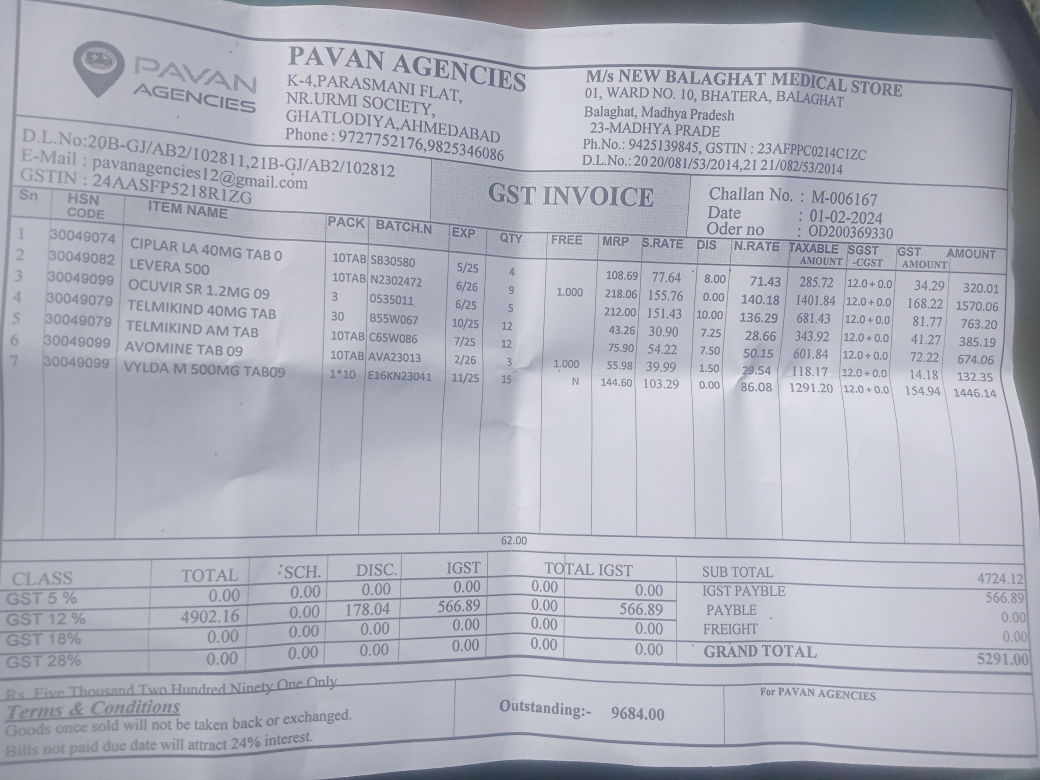 PAVAN AGENCIES
PAVAN AGENCIES
K-4,PARASMANI FLAT,
NR.URMI SOCIETY,
GHATLODIYA,AHMEDABAD
Phone : 9727752176,9825346086
M/s NEW BALAGHAT MEDICAL STORE
01, WARD NO. 10, BHATERA, BALAGHAT
Balaghat, Madhya Pradesh
23-MADHYA PRADE
Ph.No.: 9425139845, GSTIN : 23AFPPC0214C1ZC
D.L.No.: 20 20/081/53/2014,21 21/082/53/2014
D.L.No:20B-GJ/AB2/102811,21B-GJ/AB2/102812
E-Mail : pavanagencies12@gmail.com
GSTIN : 24AASFP5218R1ZG
GST INVOICE
Challan No. : M-006167
Date : 01-02-2024
Oder no : OD200369330
Sn HSN CODE ITEM NAME PACK BATCH.N EXP QTY FREE MRP S.RATE DIS N.RATE TAXABLE AMOUNT SGST -CGST GST AMOUNT AMOUNT
1 30049074 CIPLAR LA 40MG TAB 0 10TAB SB30580 5/25 4 108.69 77.64 8.00 71.43 285.72 12.0+0.0 34.29 320.01
2 30049082 LEVERA 500 10TAB N2302472 6/26 9 1.000 218.06 155.76 0.00 140.18 1401.84 12.0+0.0 168.22 1570.06
3 30049099 OCUVIR SR 1.2MG 09 3 0535011 6/25 5 212.00 151.43 10.00 136.29 681.43 12.0+0.0 81.77 763.20
4 30049079 TELMIKIND 40MG TAB 30 B55W067 10/25 12 43.26 30.90 7.25 28.66 343.92 12.0+0.0 41.27 385.19
5 30049079 TELMIKIND AM TAB 10TAB C65W086 7/25 12 75.90 54.22 7.50 50.15 601.84 12.0+0.0 72.22 674.06
6 30049099 AVOMINE TAB 09 10TAB AVA23013 2/26 3 1.000 55.98 39.99 1.50 29.54 118.17 12.0+0.0 14.18 132.35
7 30049099 VYLDA M 500MG TAB09 1*10 E16KN23041 11/25 15 N 144.60 103.29 0.00 86.08 1291.20 12.0+0.0 154.94 1446.14
62.00
CLASS TOTAL SCH. DISC. IGST TOTAL IGST
GST 5 % 0.00 0.00 0.00 0.00 0.00 0.00
GST 12 % 4902.16 0.00 178.04 566.89 0.00 566.89
GST 18% 0.00 0.00 0.00 0.00 0.00 0.00
GST 28% 0.00 0.00 0.00 0.00 0.00 0.00
SUB TOTAL 4724.12
IGST PAYBLE 566.89
PAYBLE 0.00
FREIGHT 0.00
GRAND TOTAL 5291.00
Rs. Five Thousand Two Hundred Ninety One Only
Terms & Conditions
Goods once sold will not be taken back or exchanged.
Bills not paid due date will attract 24% interest.
Outstanding:- 9684.00
For PAVAN AGENCIES